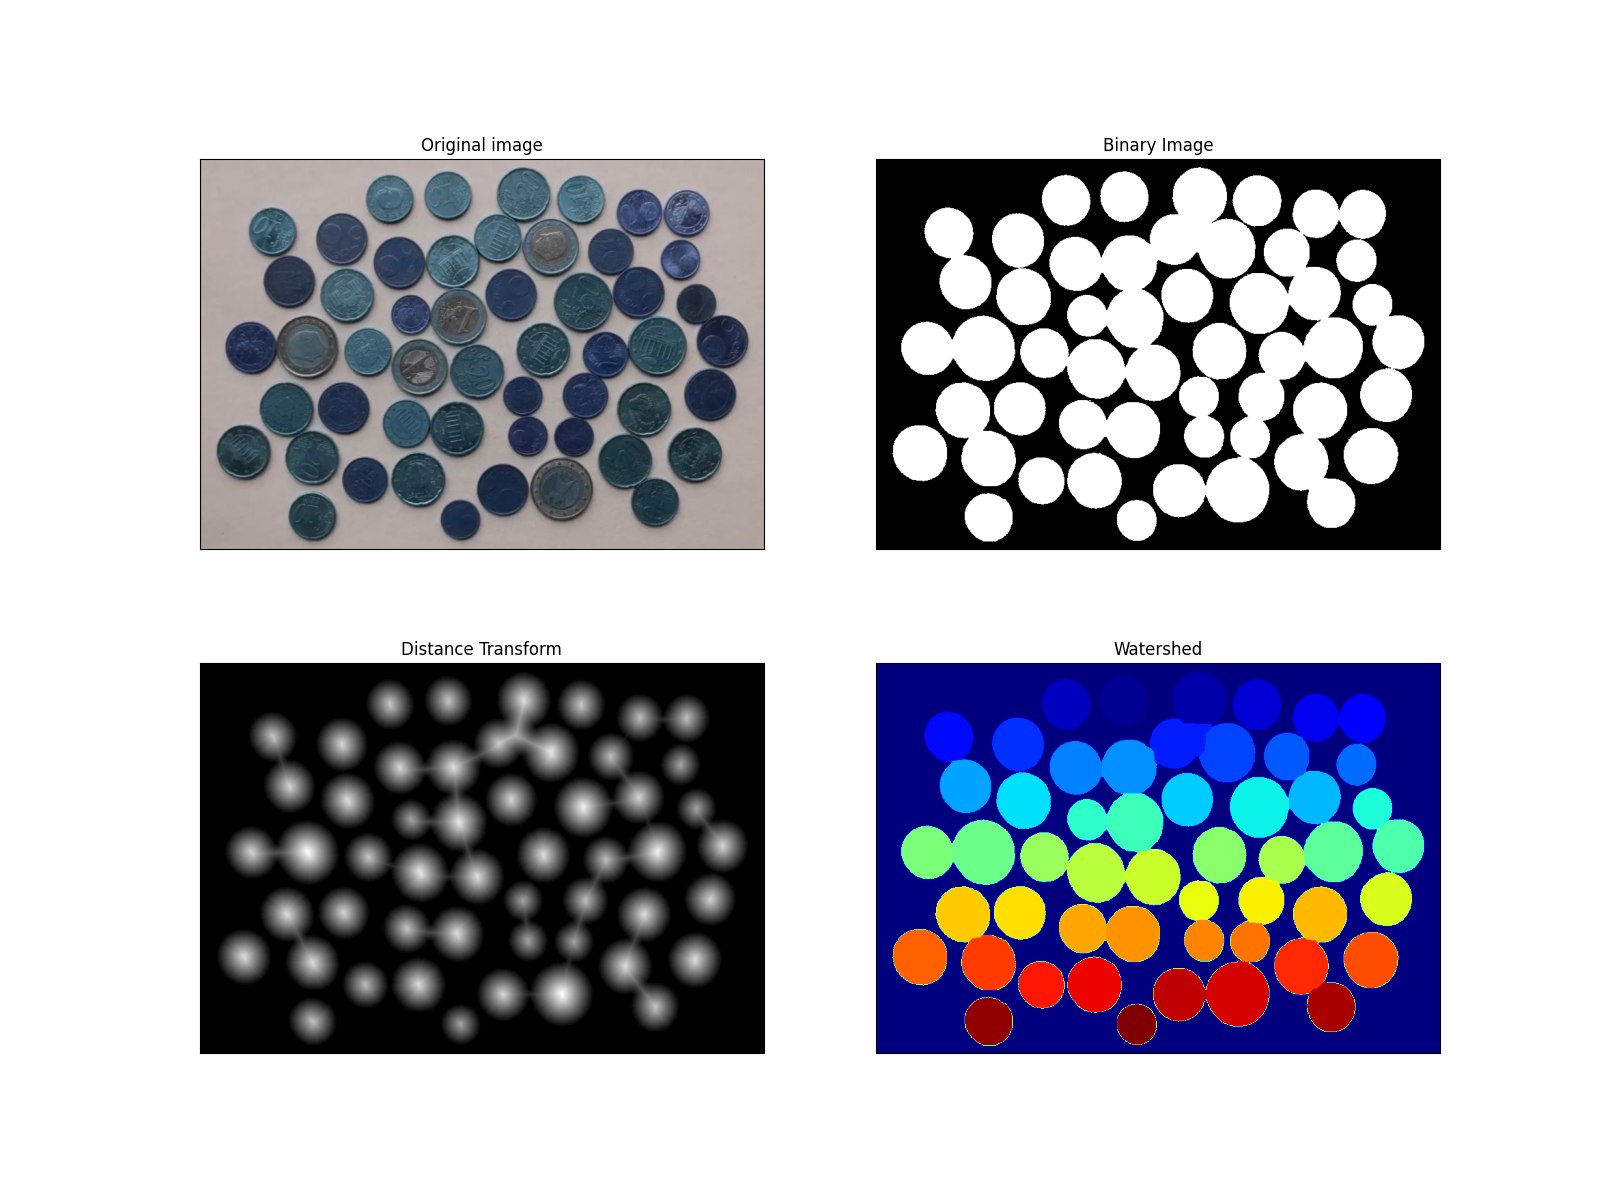 Original image
Binary Image
Distance Transform
Watershed